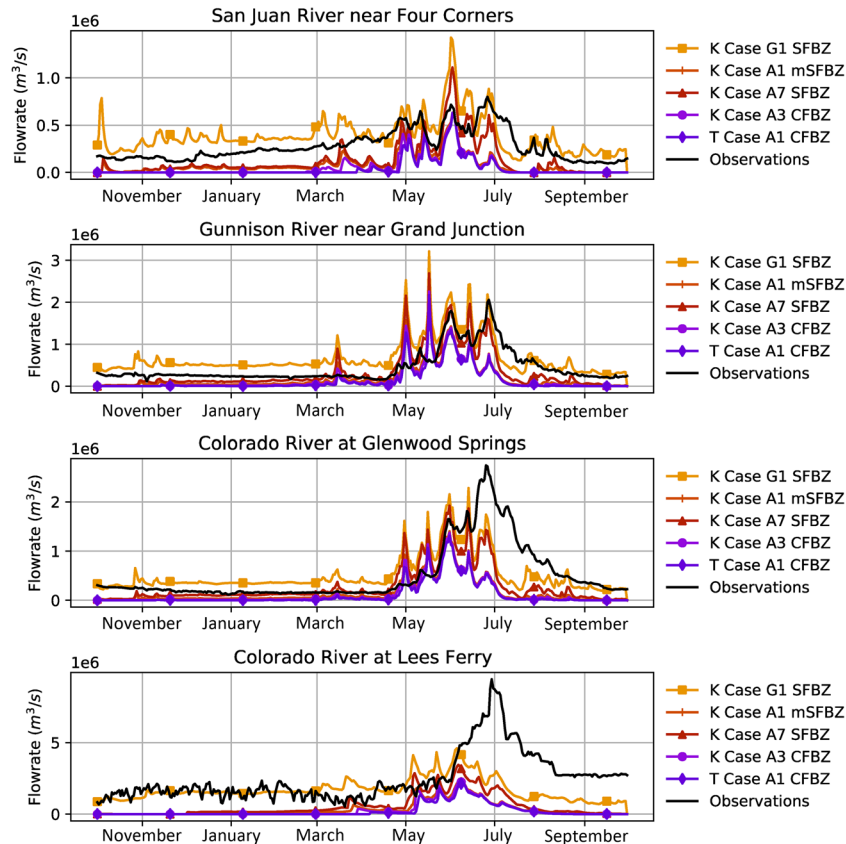 San Juan River near Four Corners
1e6
Flowrate (m³/s)
1.0
0.5
0.0
November January March May July September
K Case G1 SFBZ
K Case A1 mSFBZ
K Case A7 SFBZ
K Case A3 CFBZ
T Case A1 CFBZ
Observations
Gunnison River near Grand Junction
1e6
Flowrate (m³/s)
3
2
1
0
November January March May July September
K Case G1 SFBZ
K Case A1 mSFBZ
K Case A7 SFBZ
K Case A3 CFBZ
T Case A1 CFBZ
Observations
Colorado River at Glenwood Springs
1e6
Flowrate (m³/s)
2
1
0
November January March May July September
K Case G1 SFBZ
K Case A1 mSFBZ
K Case A7 SFBZ
K Case A3 CFBZ
T Case A1 CFBZ
Observations
Colorado River at Lees Ferry
1e6
Flowrate (m³/s)
5
0
November January March May July September
K Case G1 SFBZ
K Case A1 mSFBZ
K Case A7 SFBZ
K Case A3 CFBZ
T Case A1 CFBZ
Observations